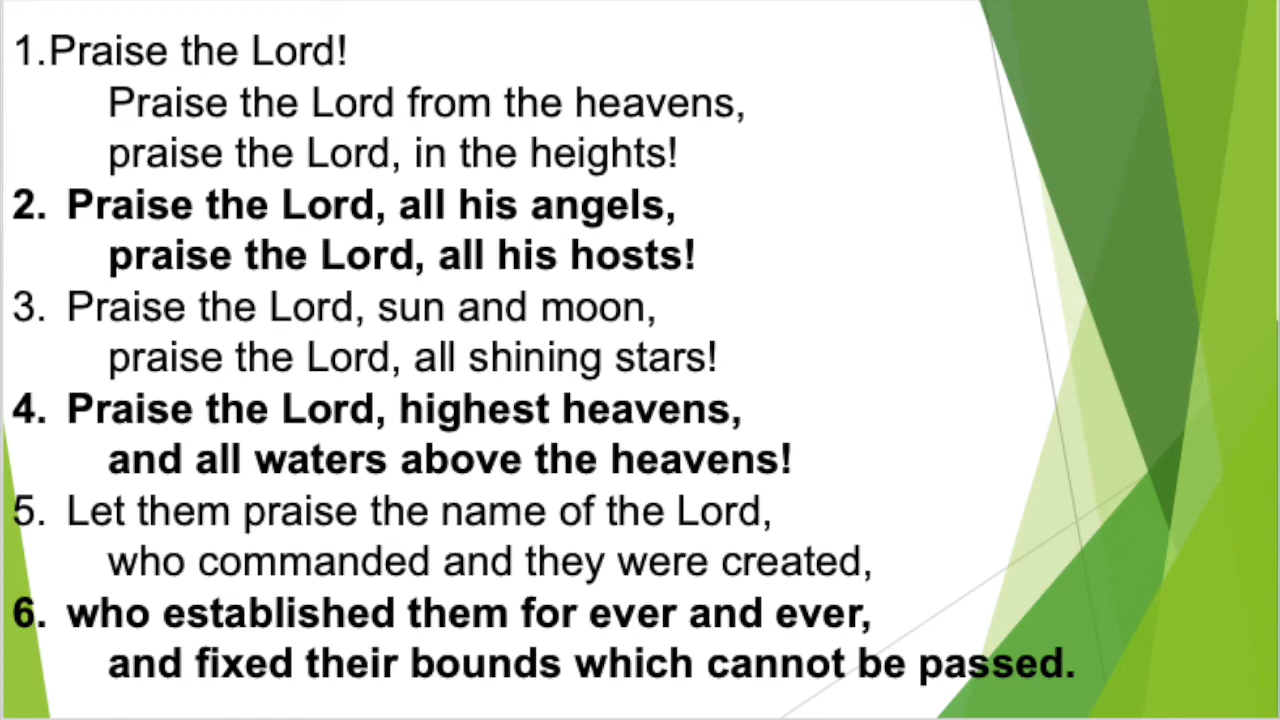 1.Praise the Lord!
Praise the Lord from the heavens,
praise the Lord, in the heights!
2. Praise the Lord, all his angels,
praise the Lord, all his hosts!
3. Praise the Lord, sun and moon,
praise the Lord, all shining stars!
4. Praise the Lord, highest heavens,
and all waters above the heavens!
5. Let them praise the name of the Lord,
who commanded and they were created,
6. who established them for ever and ever,
and fixed their bounds which cannot be passed.